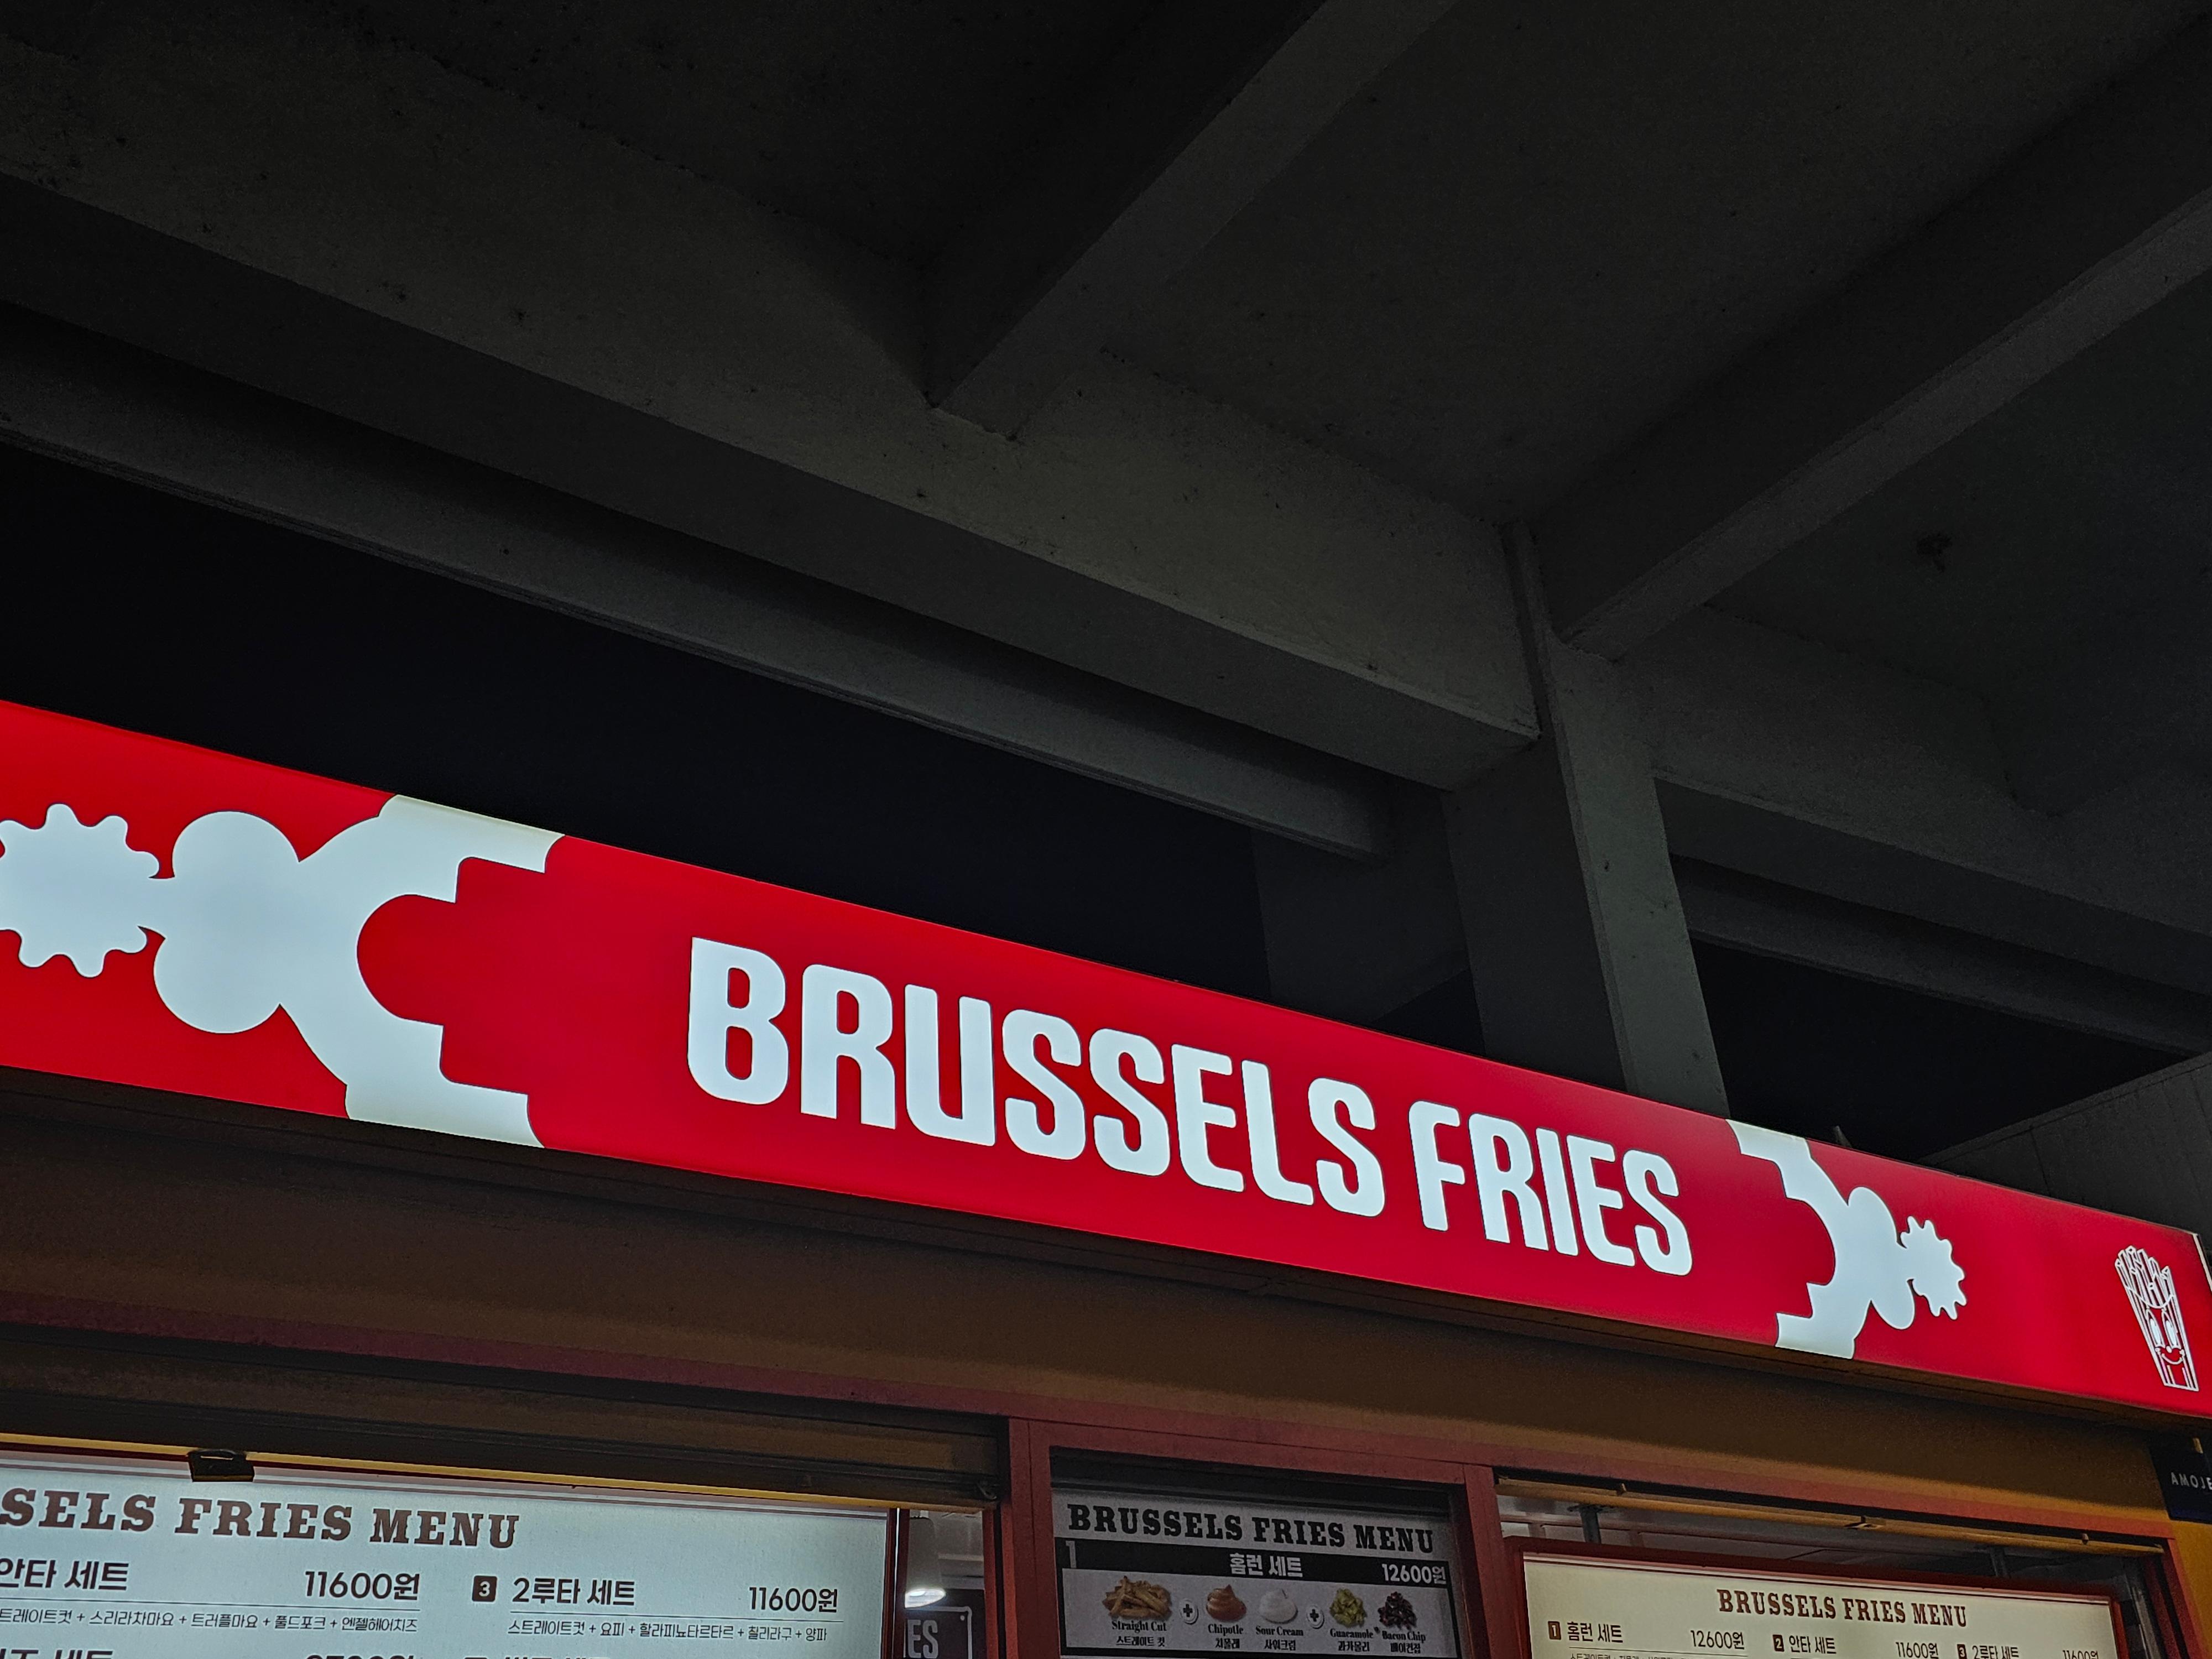 BRUSSELS FRIES
SELS FRIES MENU
안타 세트 11600원
+ 스리라차마요 + 트러플마요 + 풀드포크 + 엔젤헤어치즈
3 2루타 세트 11600원
스트레이트컷 + 요피 + 할라피뇨타르타르 + 칠리라구 + 양파
ES
BRUSSELS FRIES MENU
1 홈런 세트 12600원
Straight Cut + Chipotle Sour Cream + Guacamole Bacon Chip
스트레이트 컷 치폴레 사워크림 과카몰리 베이컨칩
BRUSSELS FRIES MENU
1 홈런 세트 12600원
2 안타 세트 11600원
3 2루타 세트 11600
AMOJE